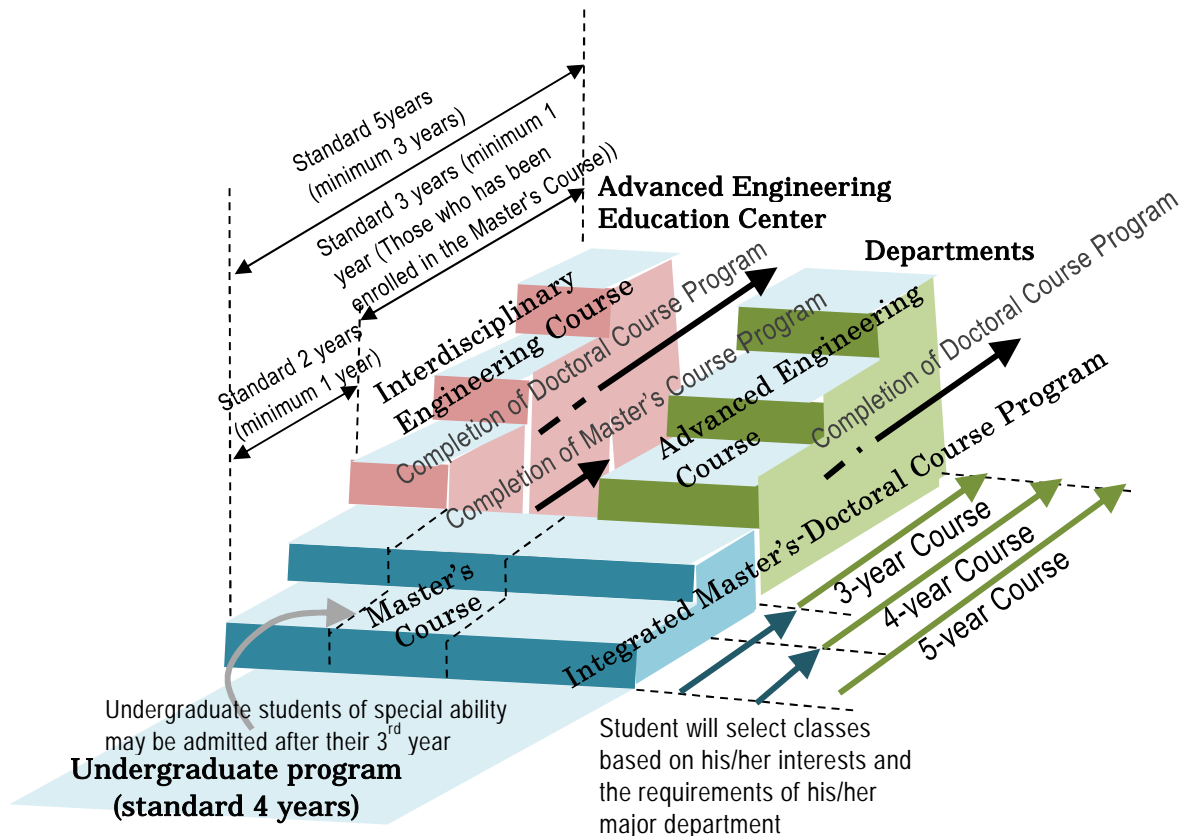 Standard 5years
(minimum 3 years)
Standard 3 years (minimum 1
year (Those who has been
enrolled in the Master's Course))
Standard 2 years
(minimum 1 year)
Advanced Engineering
Education Center
Departments
Interdisciplinary
Engineering Course
Completion of Doctoral Course Program
Completion of Master's Course Program
Advanced Engineering
Course
Completion of Doctoral Course Program
Integrated Master's-Doctoral Course Program
Master's
Course
3-year Course
4-year Course
5-year Course
Undergraduate students of special ability
may be admitted after their 3rd year
Undergraduate program
(standard 4 years)
Student will select classes
based on his/her interests and
the requirements of his/her
major department